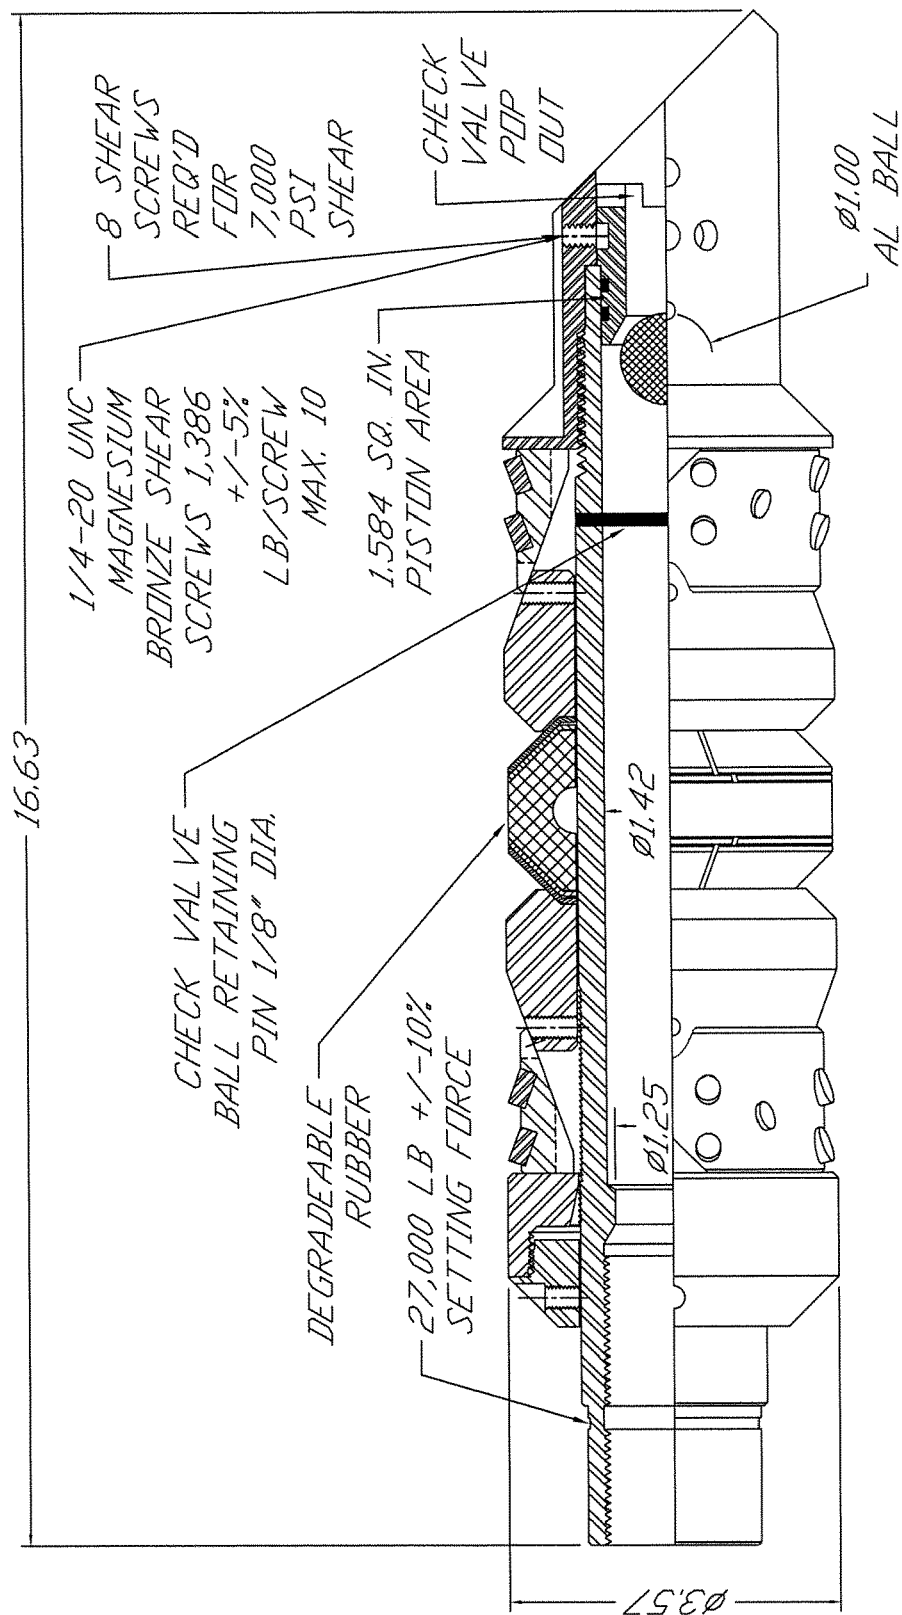 16.63
8 SHEAR
SCREWS
REQ'D
FOR
7,000
PSI
SHEAR
CHECK
VALVE
POP
OUT
Ø1.00
AL BALL
1/4-20 UNC
MAGNESIUM
BRONZE SHEAR
SCREWS 1,386
+/-5%
LB/SCREW
MAX. 10
1.584 SQ. IN.
PISTON AREA
CHECK VALVE
BALL RETAINING
PIN 1/8" DIA.
Ø1.42
DEGRADEABLE
RUBBER
27,000 LB +/-10%
SETTING FORCE
Ø1.25
Ø3.57